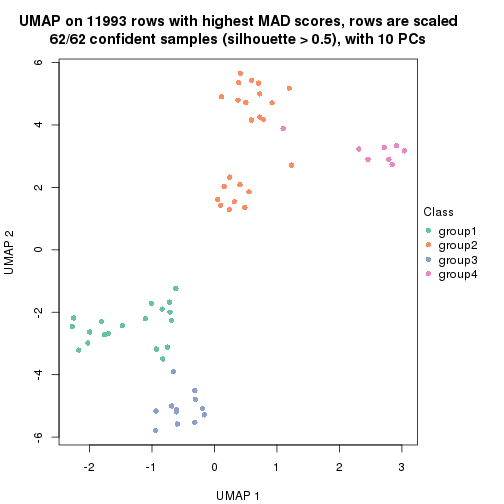 UMAP on 11993 rows with highest MAD scores, rows are scaled
62/62 confident samples (silhouette > 0.5), with 10 PCs
6
4
2
0
-2
-4
-6
UMAP 2
-2
-1
0
1
2
3
UMAP 1
Class
group1
group2
group3
group4